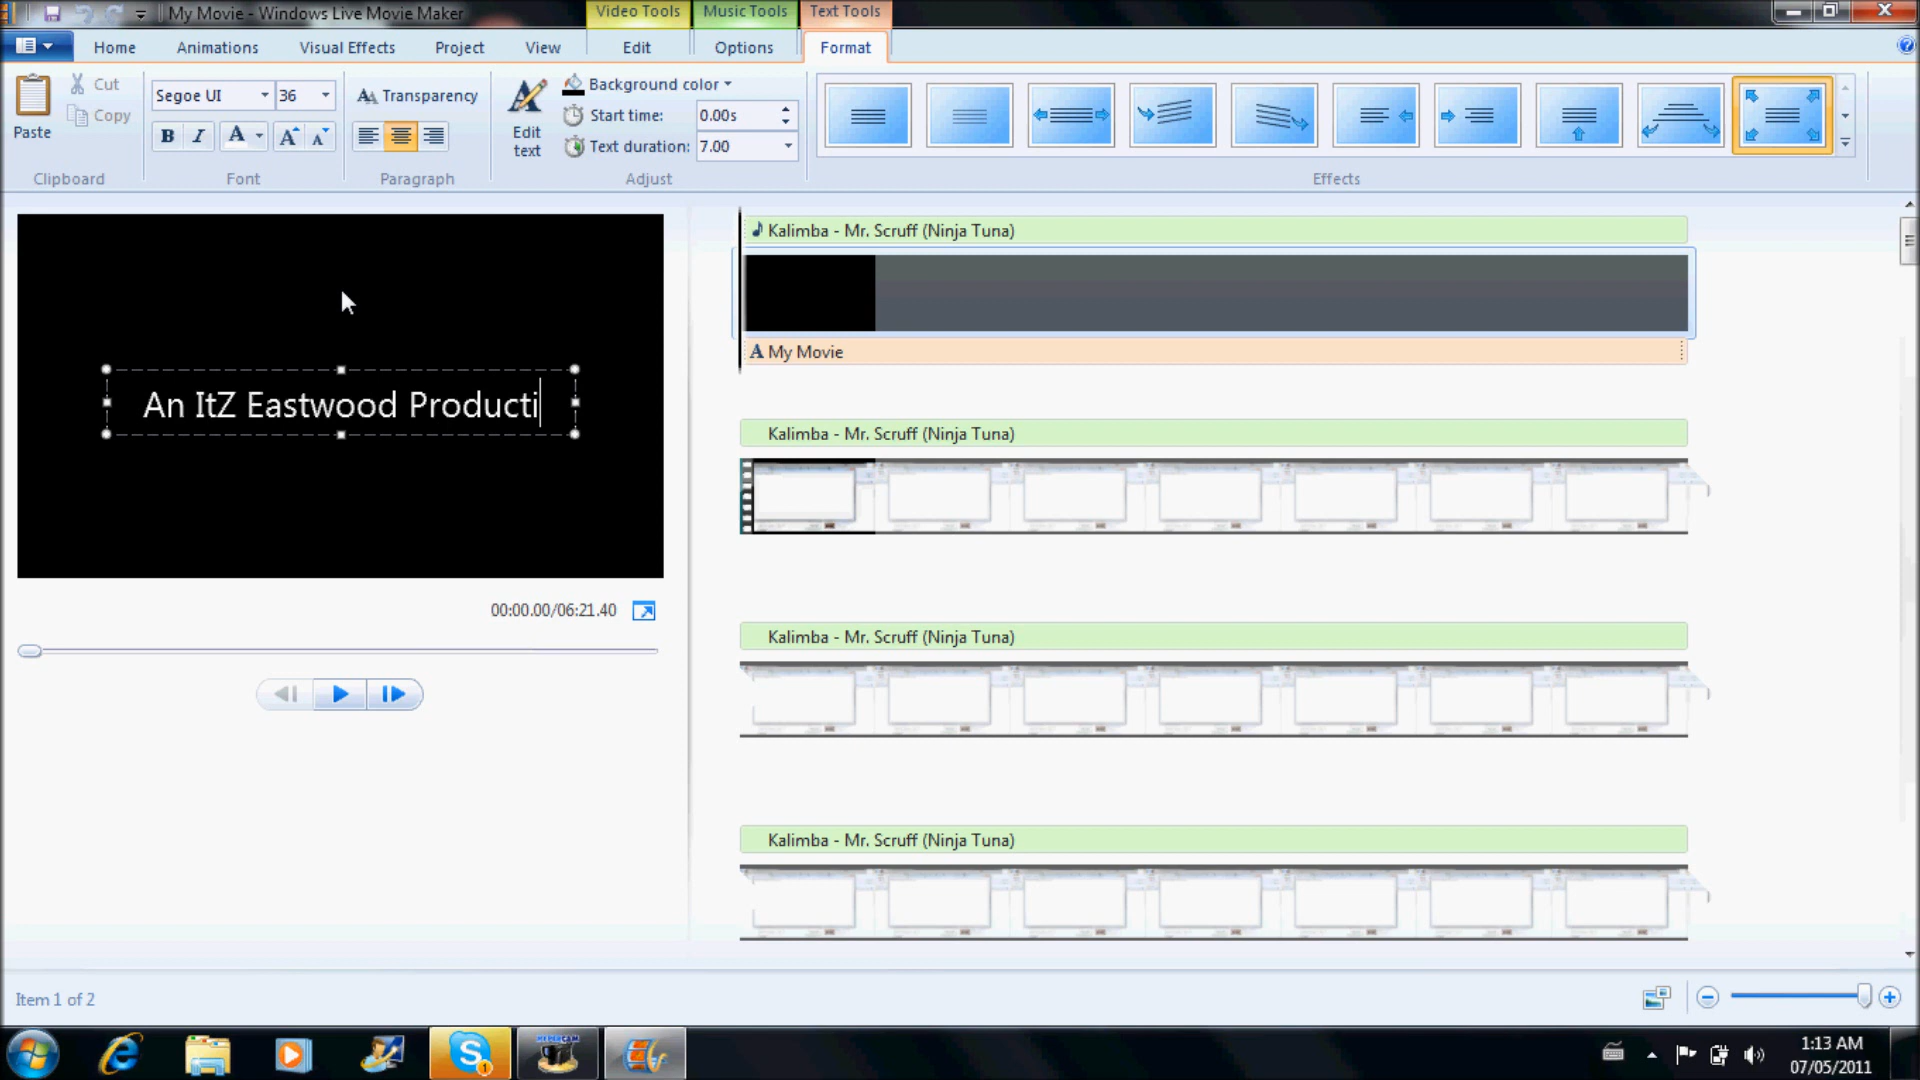 My Movie - Windows Live Movie Maker
Video Tools
Music Tools
Text Tools
Home
Animations
Visual Effects
Project
View
Edit
Options
Format
Paste
Cut
Copy
Clipboard
Segoe UI
36
B I A A A
Font
Transparency
Paragraph
Edit text
Background color
Start time: 0.00s
Text duration: 7.00
Adjust
Effects
An ItZ Eastwood Producti
00:00.00/06:21.40
Kalimba - Mr. Scruff (Ninja Tuna)
A My Movie
Kalimba - Mr. Scruff (Ninja Tuna)
Kalimba - Mr. Scruff (Ninja Tuna)
Kalimba - Mr. Scruff (Ninja Tuna)
Item 1 of 2
HYPERCAM
1:13 AM
07/05/2011